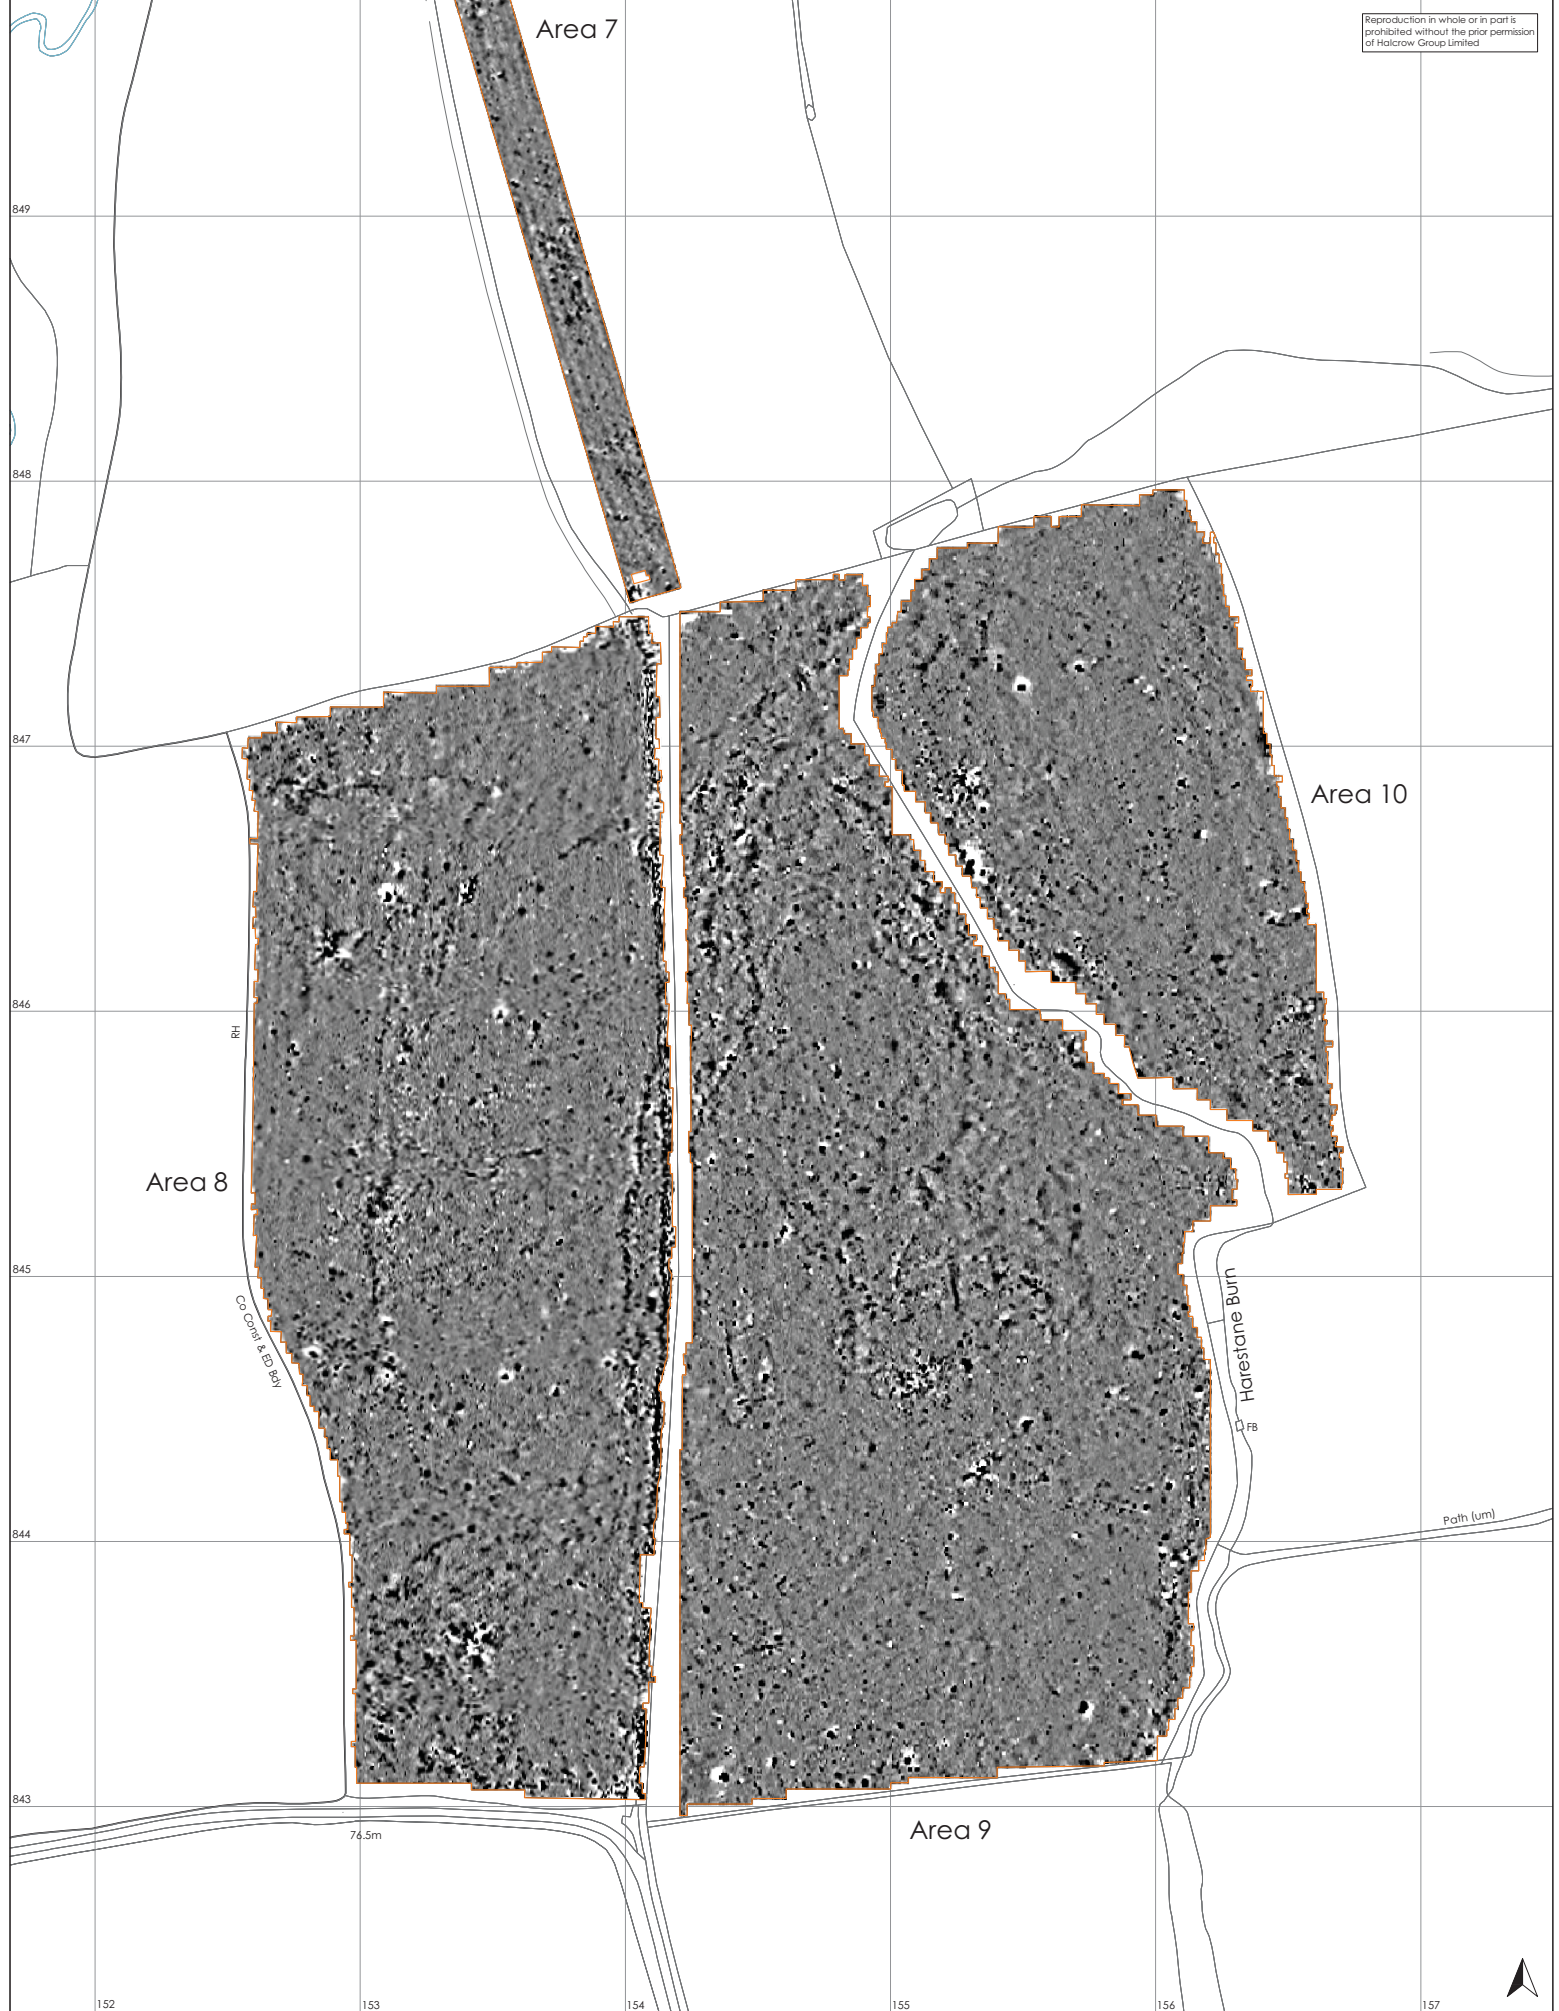 Area 7
Reproduction in whole or in part is
prohibited without the prior permission
of Halcrow Group Limited
849
848
847
Area 10
846
RH
Area 8
845
Co Const & ED Bdy
Harestane Burn
FB
844
Path (um)
843
76.5m
Area 9
152
153
154
155
156
157